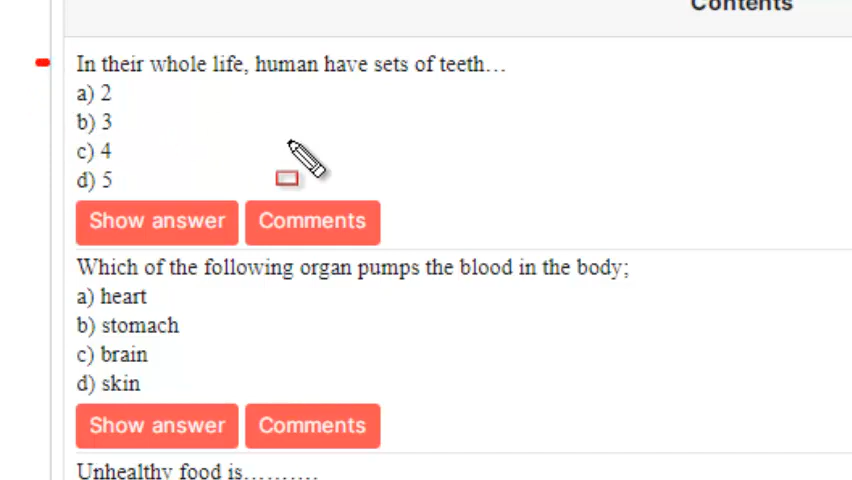 Contents
In their whole life, human have sets of teeth…
a) 2
b) 3
c) 4
d) 5
Show answer Comments
Which of the following organ pumps the blood in the body;
a) heart
b) stomach
c) brain
d) skin
Show answer Comments
Unhealthy food is……….